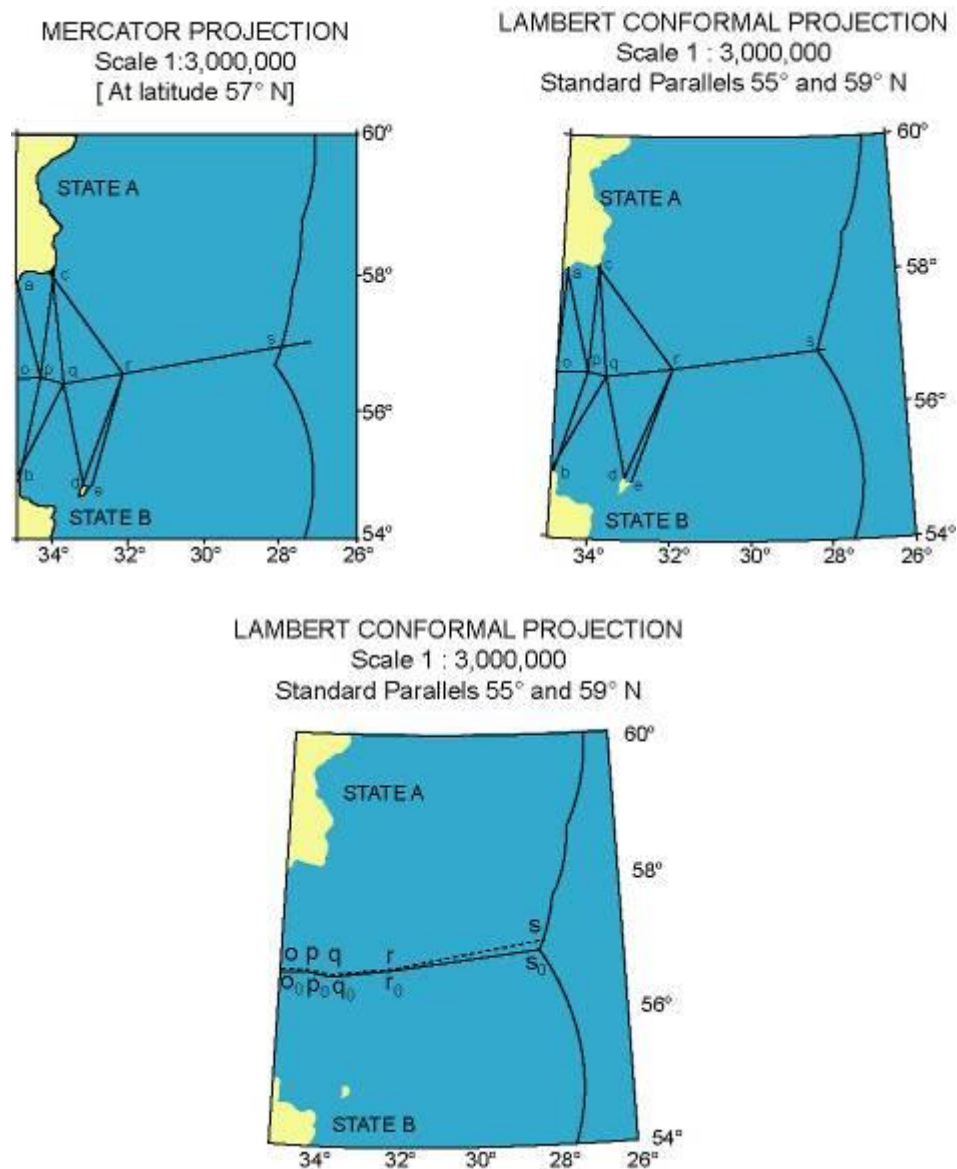 MERCATOR PROJECTION
Scale 1:3,000,000
[ At latitude 57° N]
60°
STATE A
58°
a
c
s
o
p
q
r
56°
b
d
e
STATE B
54°
34°
32°
30°
28°
26°
LAMBERT CONFORMAL PROJECTION
Scale 1 : 3,000,000
Standard Parallels 55° and 59° N
60°
STATE A
58°
a
c
s
o
p
q
r
56°
b
d
e
STATE B
54°
34°
32°
30°
28°
26°
LAMBERT CONFORMAL PROJECTION
Scale 1 : 3,000,000
Standard Parallels 55° and 59° N
60°
STATE A
58°
s
o p q r
s₀
o₀ p₀ q₀ r₀
56°
STATE B
54°
34°
32°
30°
28°
26°